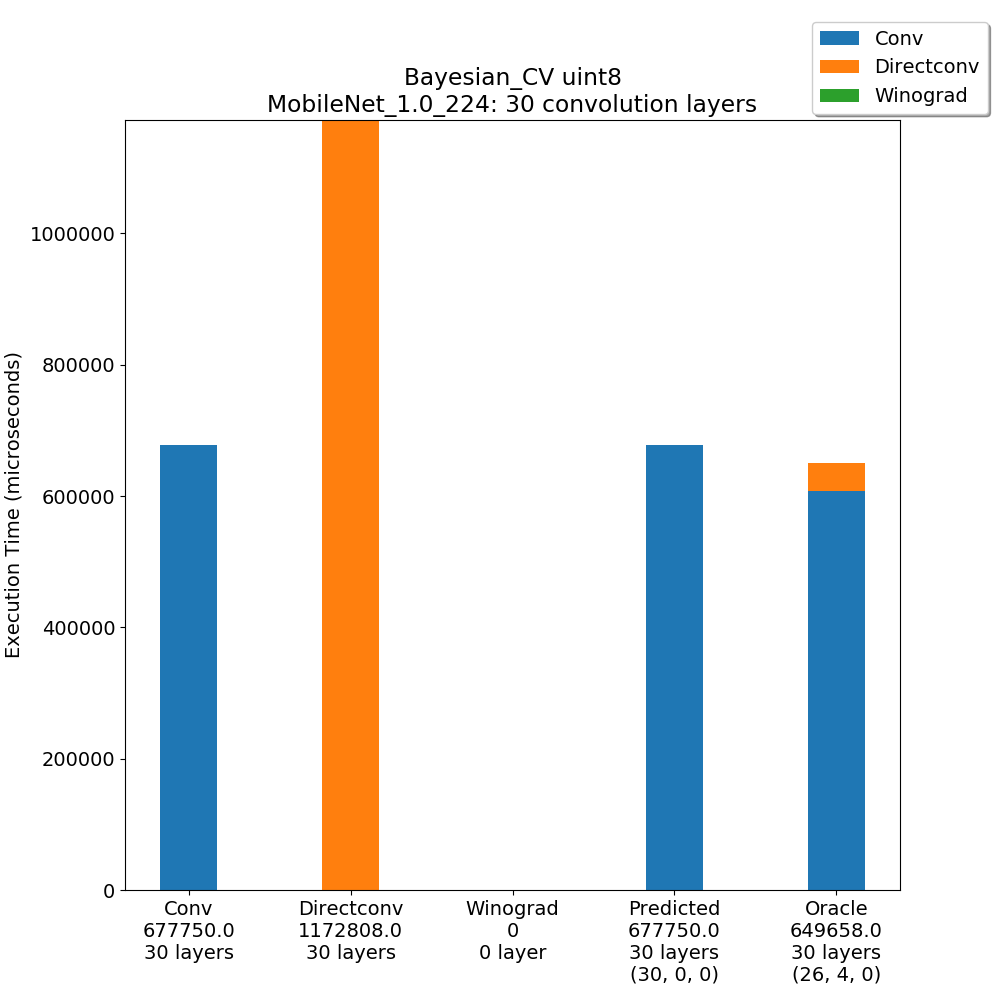 Conv
Directconv
Winograd
Bayesian_CV uint8
MobileNet_1.0_224: 30 convolution layers
Execution Time (microseconds)
1000000
800000
600000
400000
200000
0
Conv
677750.0
30 layers
Directconv
1172808.0
30 layers
Winograd
0
0 layer
Predicted
677750.0
30 layers
(30, 0, 0)
Oracle
649658.0
30 layers
(26, 4, 0)